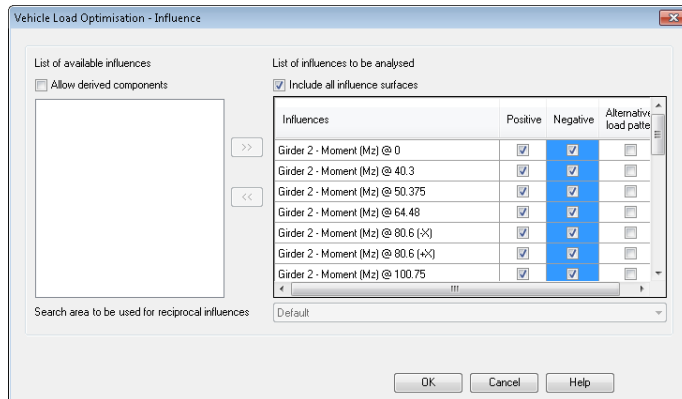 Vehicle Load Optimisation - Influence
List of available influences
Allow derived components
>>
<<
Search area to be used for reciprocal influences
List of influences to be analysed
Include all influence surfaces
Influences Positive Negative Alternative
load patte
Girder 2 - Moment (Mz) @ 0
Girder 2 - Moment (Mz) @ 40.3
Girder 2 - Moment (Mz) @ 50.375
Girder 2 - Moment (Mz) @ 64.48
Girder 2 - Moment (Mz) @ 80.6 (-X)
Girder 2 - Moment (Mz) @ 80.6 (+X)
Girder 2 - Moment (Mz) @ 100.75
Default
OK Cancel Help